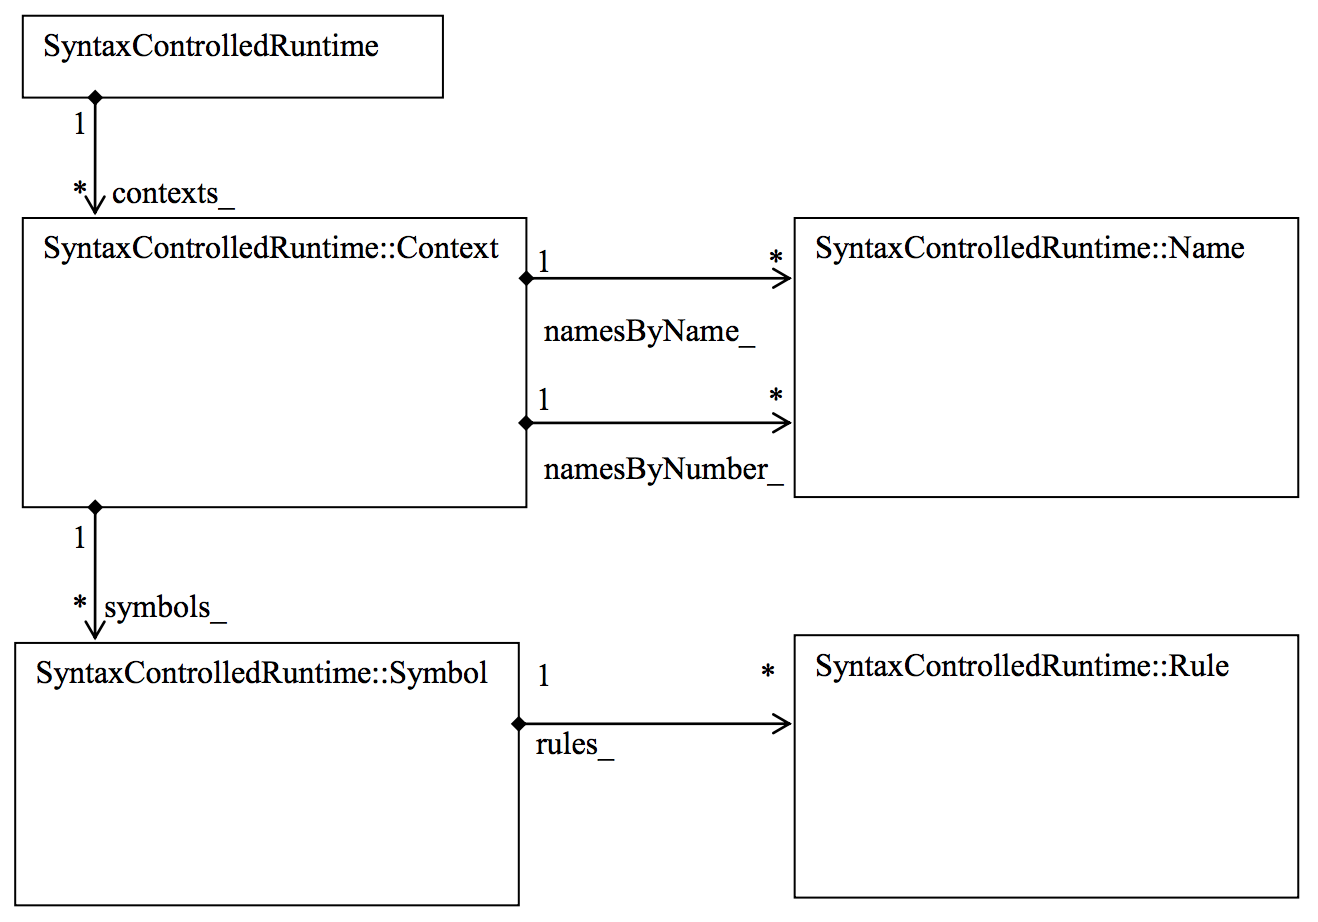 SyntaxControlledRuntime
1
* contexts_
SyntaxControlledRuntime::Context
1 *
namesByName_
1 *
namesByNumber_
SyntaxControlledRuntime::Name
1
* symbols_
SyntaxControlledRuntime::Symbol
1 *
rules_
SyntaxControlledRuntime::Rule